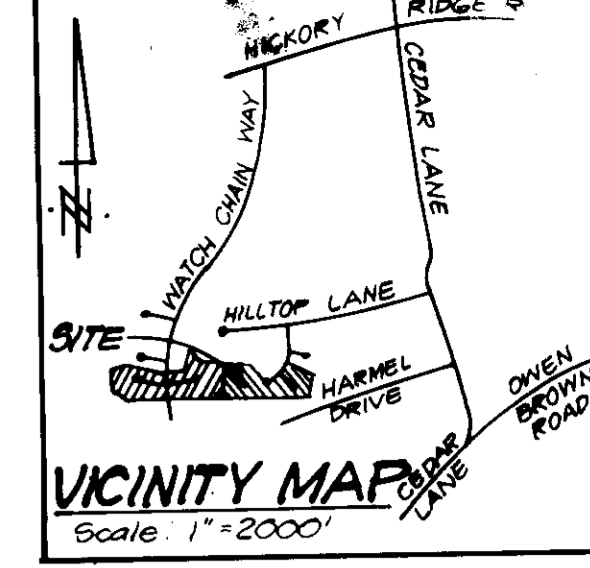 HICKORY RIDGE
CEDAR LANE
WATCH CHAIN WAY
N
HILLTOP LANE
SITE
HARMEL
DRIVE
OWEN
BROWN
ROAD
CEDAR
LANE
VICINITY MAP
Scale: 1"=2000'